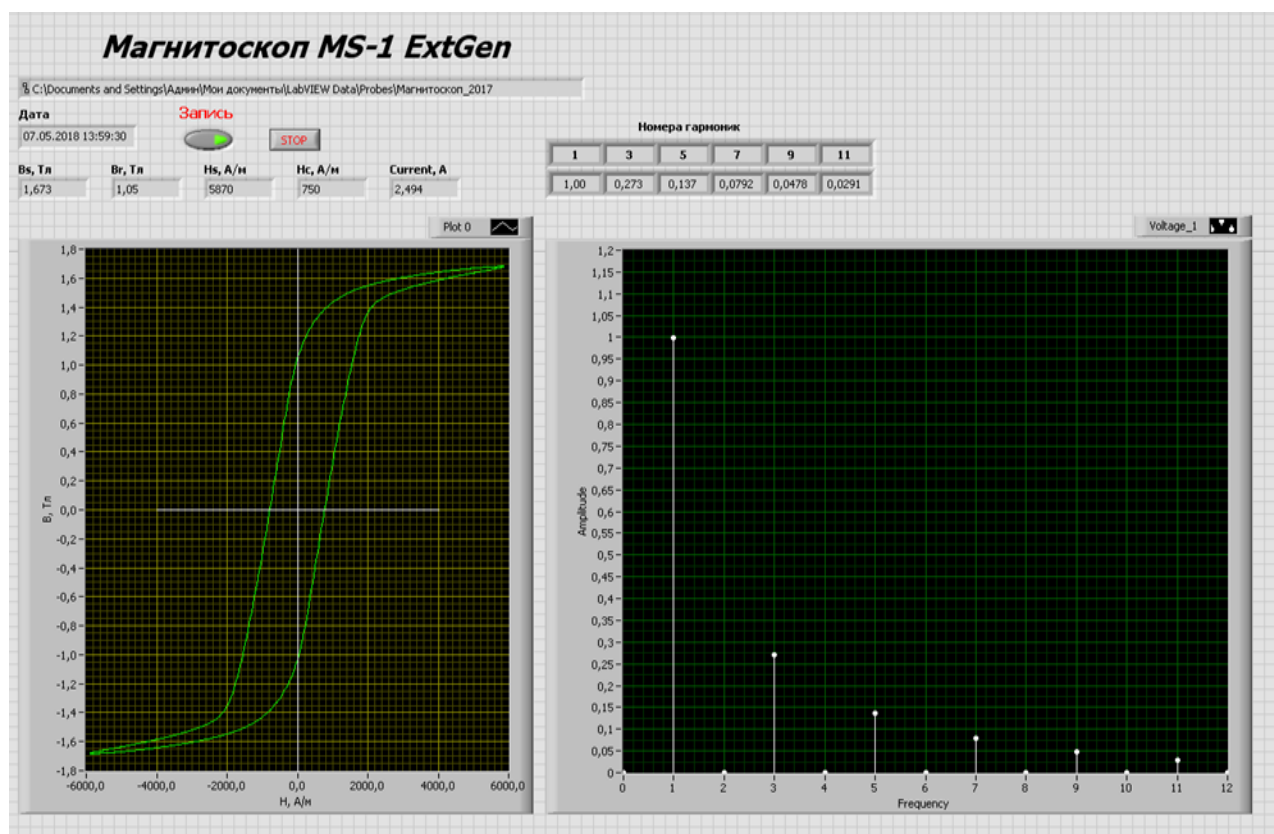 Магнитоскоп MS-1 ExtGen
C:\Documents and Settings\Админ\Мои документы\LabVIEW Data\Probes\Магнитоскоп_2017
Дата
Запись
07.05.2018 13:59:30
STOP
Bs, Тл
Br, Тл
Hs, А/м
Hc, А/м
Current, A
1,673
1,05
5870
750
2,494
Номера гармоник
1 3 5 7 9 11
1,00 0,273 0,137 0,0792 0,0478 0,0291
Plot 0
1,8
1,6
1,4
1,2
1,0
0,8
0,6
0,4
0,2
0,0
-0,2
-0,4
-0,6
-0,8
-1,0
-1,2
-1,4
-1,6
-1,8
B, Тл
-6000,0 -4000,0 -2000,0 0,0 2000,0 4000,0 6000,0
H, А/м
Voltage_1
1,2
1,15
1,1
1,05
1
0,95
0,9
0,85
0,8
0,75
0,7
0,65
0,6
0,55
0,5
0,45
0,4
0,35
0,3
0,25
0,2
0,15
0,1
0,05
0
Amplitude
0 1 2 3 4 5 6 7 8 9 10 11 12
Frequency